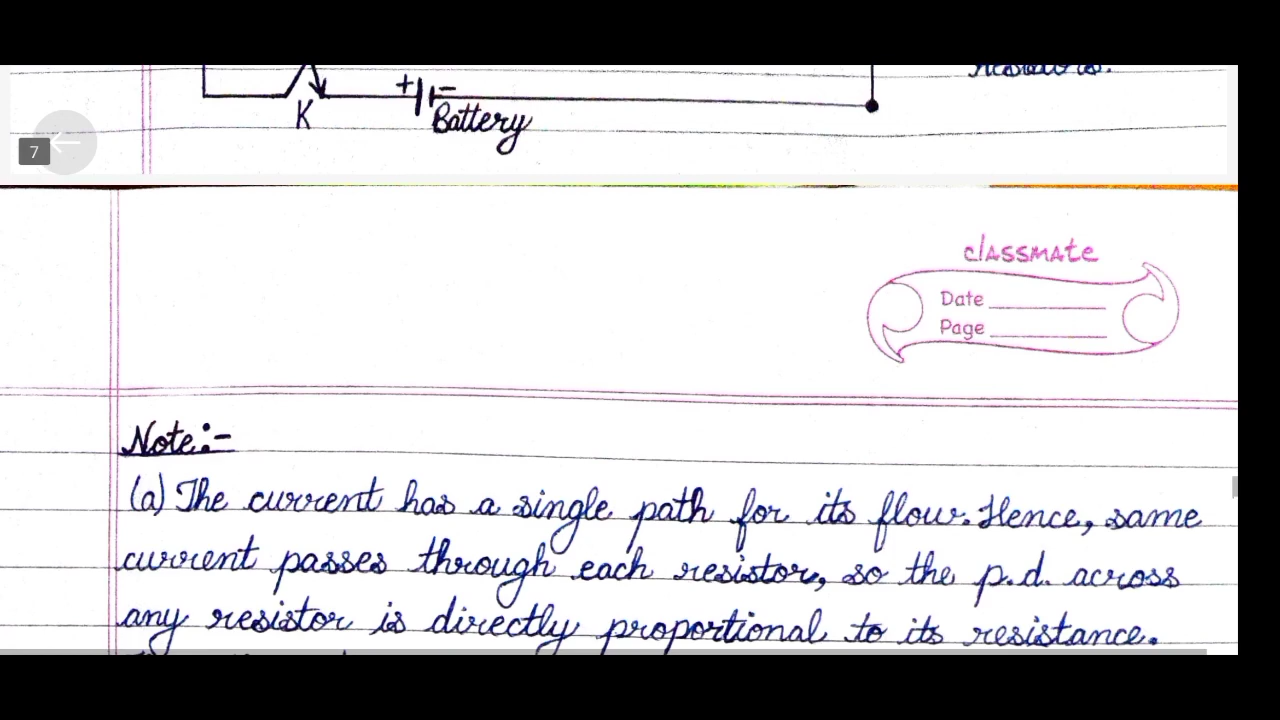 resistors.
+ -
K Battery
7
classmate
Date
Page
Note:-
(a) The current has a single path for its flow. Hence, same
current passes through each resistor, so the p.d. across
any resistor is directly proportional to its resistance.